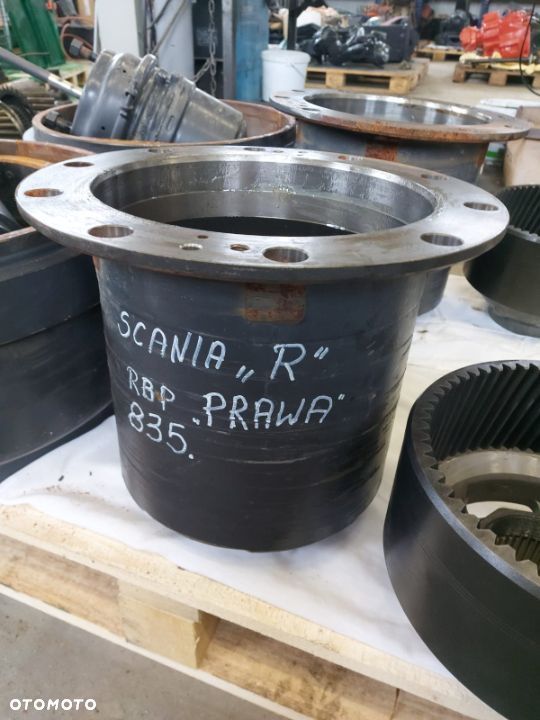 SCANIA „R"
RBP „PRAWA"
835.
OTOMOTO